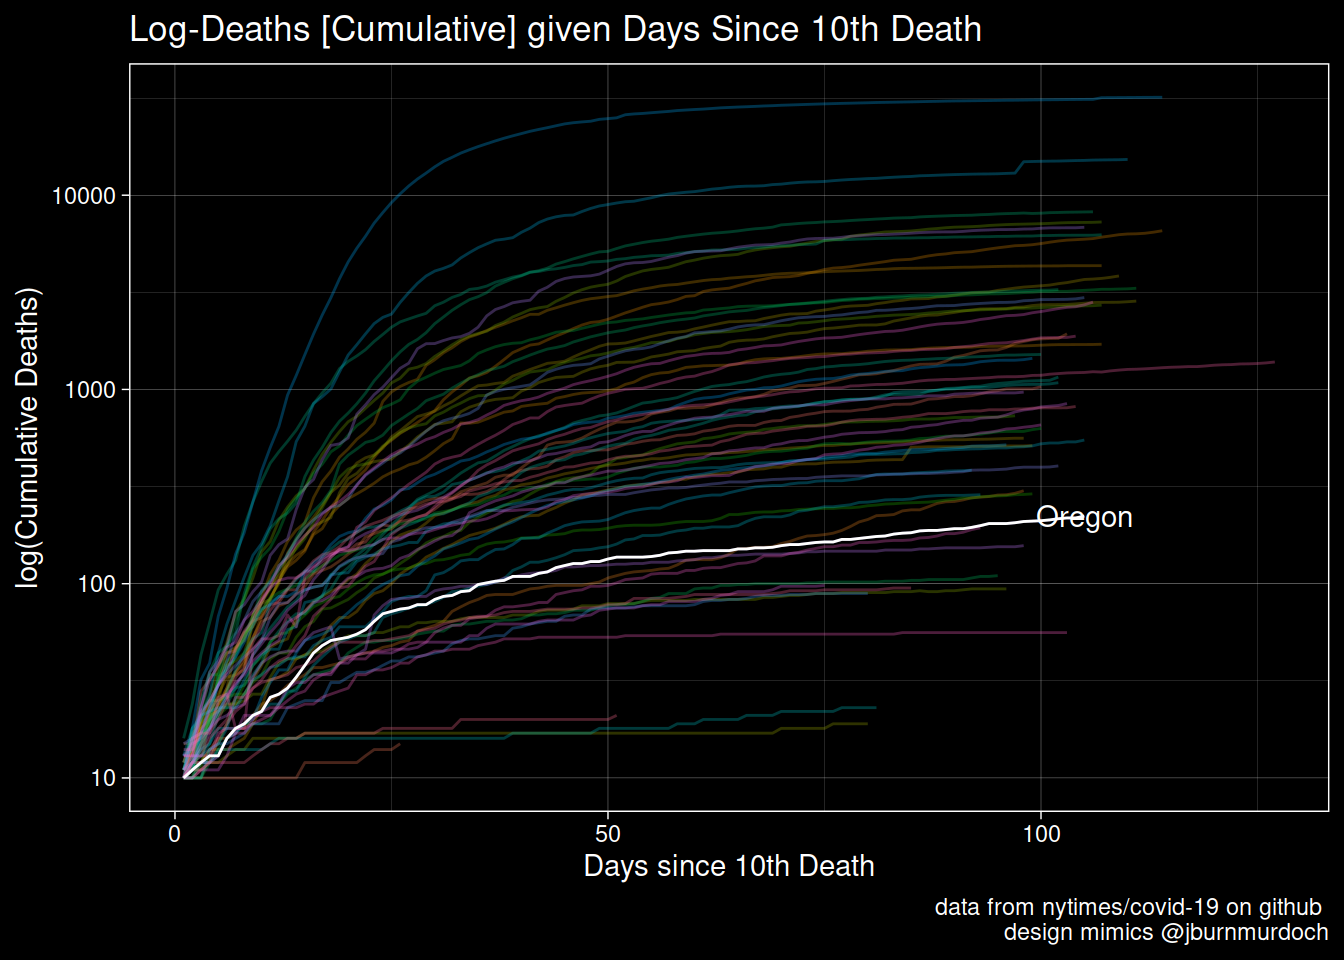 Log-Deaths [Cumulative] given Days Since 10th Death
log(Cumulative Deaths)
10000
1000
100
10
Oregon
0
50
100
Days since 10th Death
data from nytimes/covid-19 on github
design mimics @jburnmurdoch